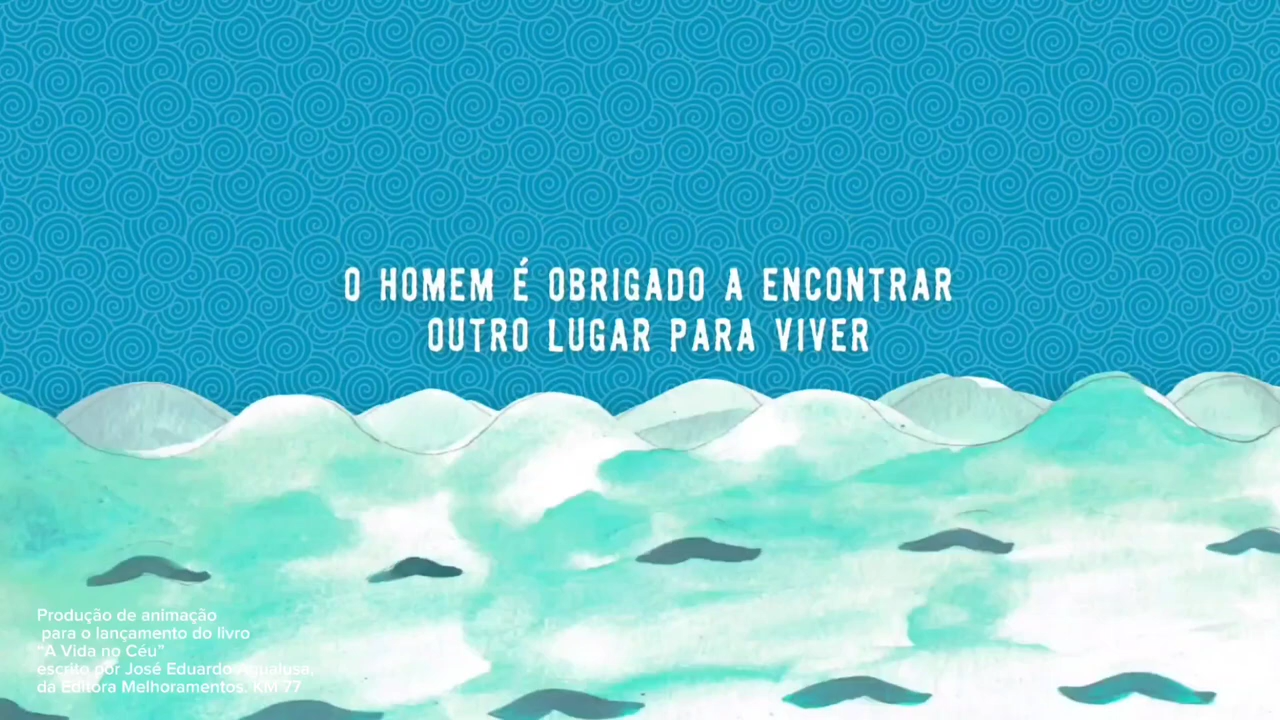 O HOMEM É OBRIGADO A ENCONTRAR
OUTRO LUGAR PARA VIVER
Produção de animação
para o lançamento do livro
“A Vida no Céu”
escrito por José Eduardo Agualusa,
da Editora Melhoramentos. KM 77